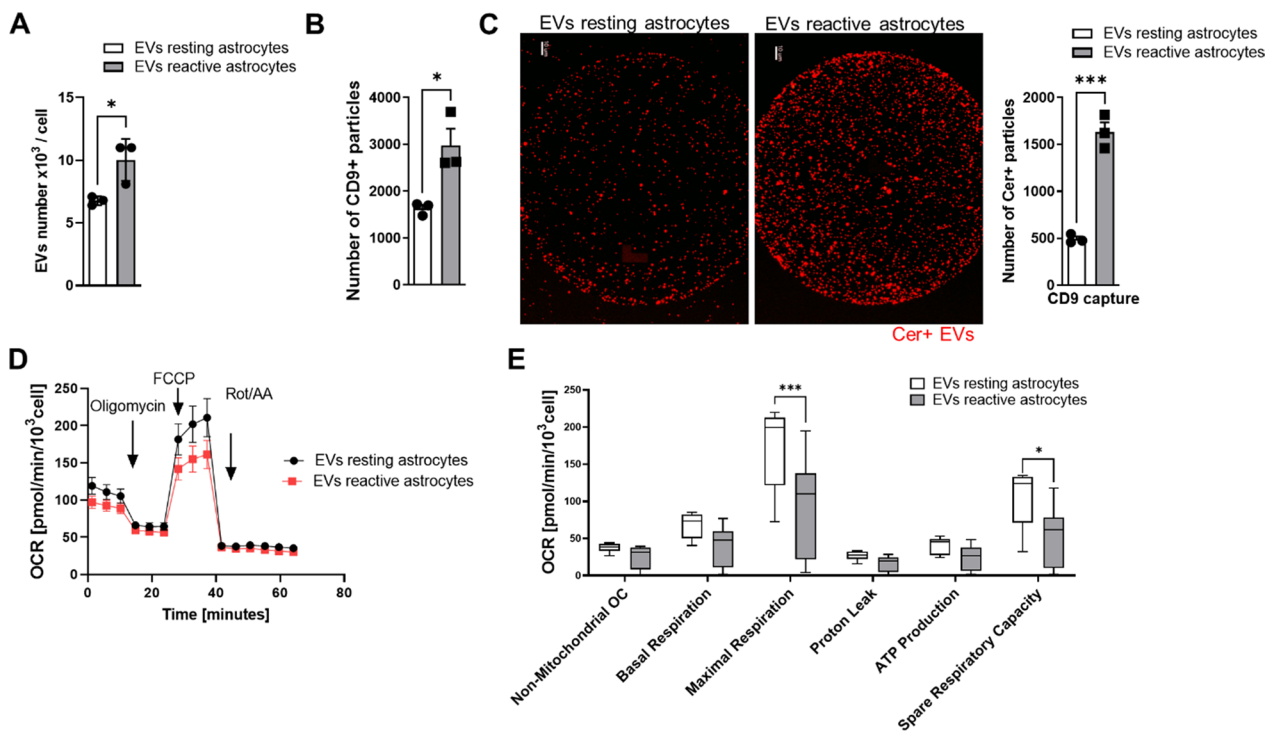 A
EVs resting astrocytes
EVs reactive astrocytes
EVs number x10³ / cell
15
10
5
0
*
B
Number of CD9+ particles
4000
3000
2000
1000
0
*
C
EVs resting astrocytes
EVs reactive astrocytes
Cer+ EVs
EVs resting astrocytes
EVs reactive astrocytes
Number of Cer+ particles
2000
1500
1000
500
0
***
CD9 capture
D
OCR [pmol/min/10³cell]
250
200
150
100
50
0
Oligomycin
FCCP
Rot/AA
EVs resting astrocytes
EVs reactive astrocytes
0
20
40
60
80
Time [minutes]
E
OCR [pmol/min/10³cell]
250
200
150
100
50
0
***
*
EVs resting astrocytes
EVs reactive astrocytes
Non-Mitochondrial OC
Basal Respiration
Maximal Respiration
Proton Leak
ATP Production
Spare Respiratory Capacity